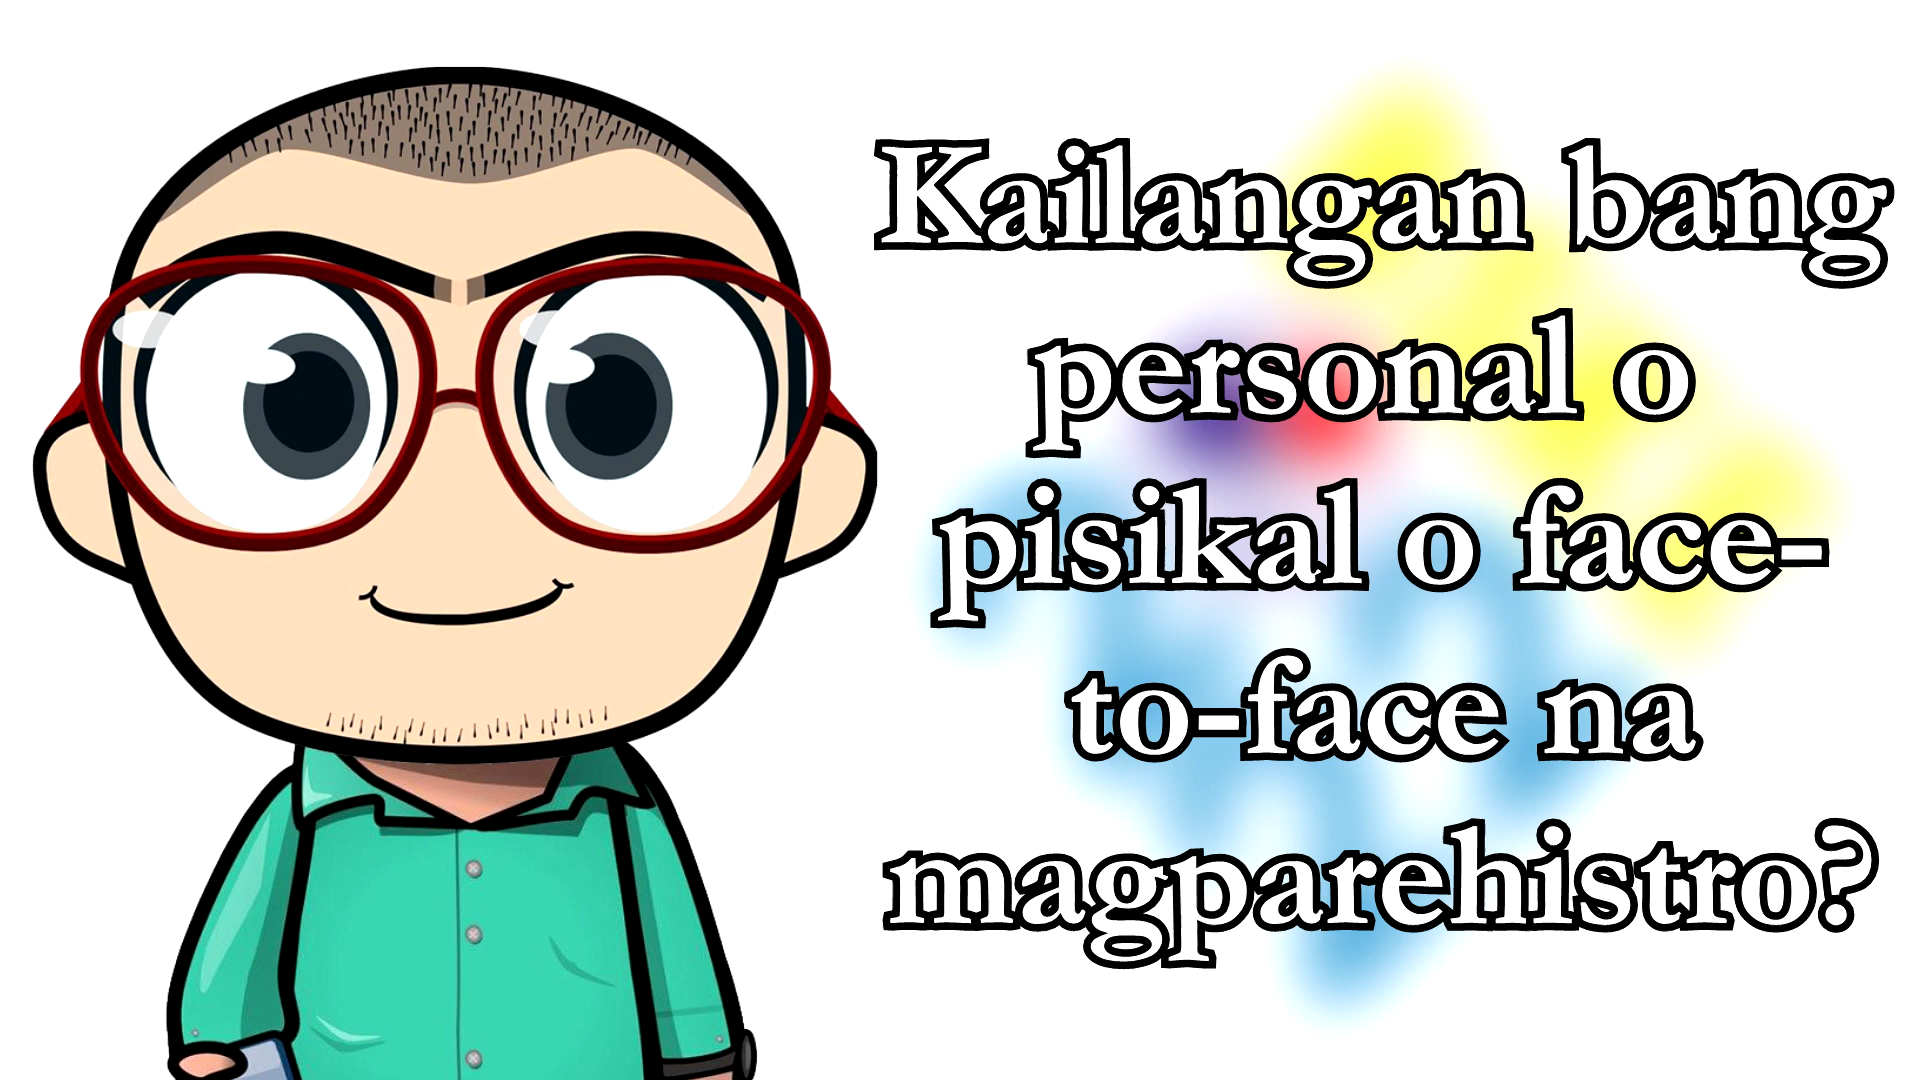 Kailangan bang
personal o
pisikal o face-
to-face na
magparehistro?